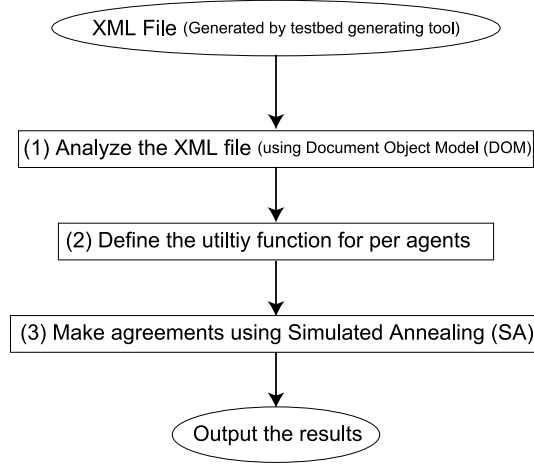 XML File (Generated by testbed generating tool)
(1) Analyze the XML file (using Document Object Model (DOM)
(2) Define the utiltiy function for per agents
(3) Make agreements using Simulated Annealing (SA)
Output the results